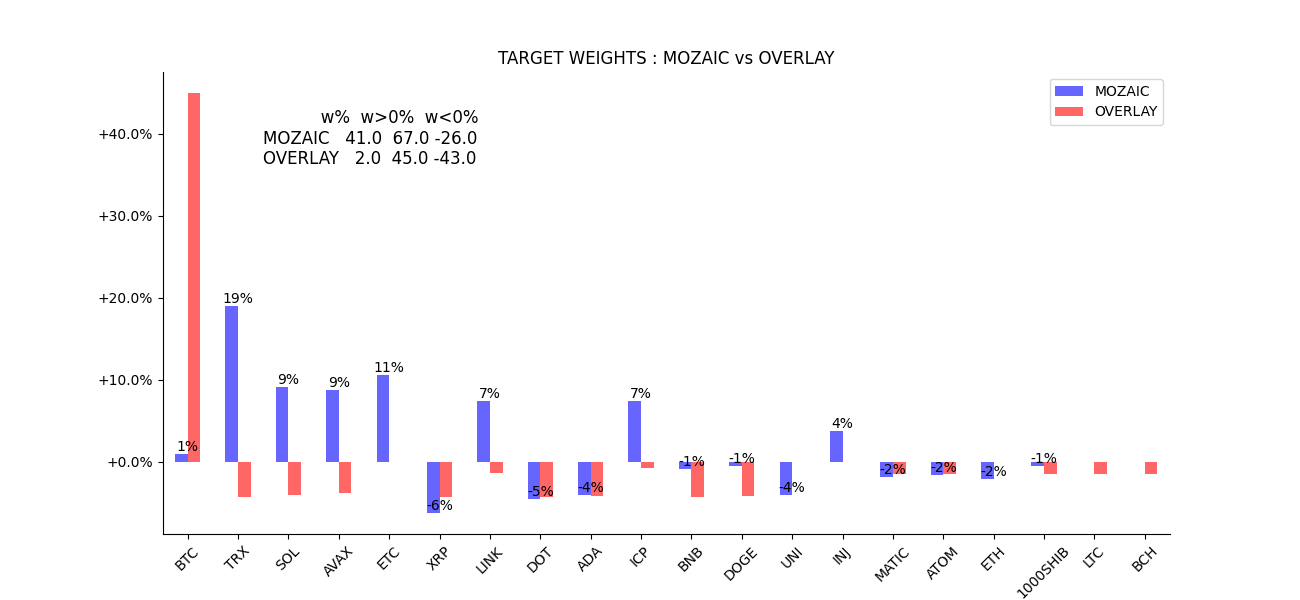 TARGET WEIGHTS : MOZAIC vs OVERLAY
MOZAIC
OVERLAY
w% w>0% w<0%
MOZAIC 41.0 67.0 -26.0
OVERLAY 2.0 45.0 -43.0
+40.0%
+30.0%
+20.0%
+10.0%
+0.0%
1%
19%
9%
9%
11%
-6%
7%
-5%
-4%
7%
-1%
-1%
-4%
4%
-2%
-2%
-2%
-1%
BTC
TRX
SOL
AVAX
ETC
XRP
LINK
DOT
ADA
ICP
BNB
DOGE
UNI
INJ
MATIC
ATOM
ETH
1000SHIB
LTC
BCH